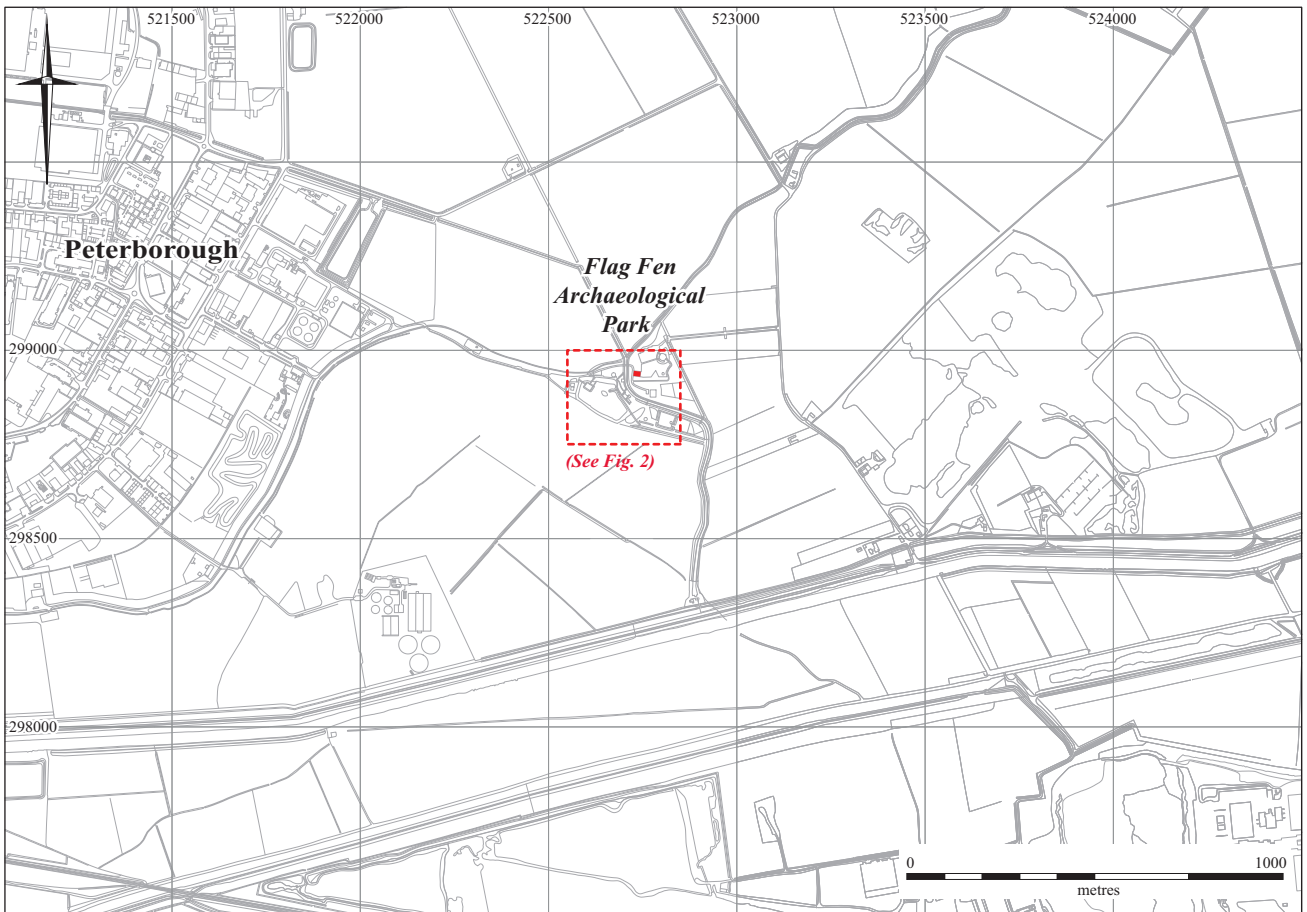 521500
522000
522500
523000
523500
524000
Peterborough
Flag Fen
Archaeological
Park
299000
(See Fig. 2)
298500
298000
0
1000
metres